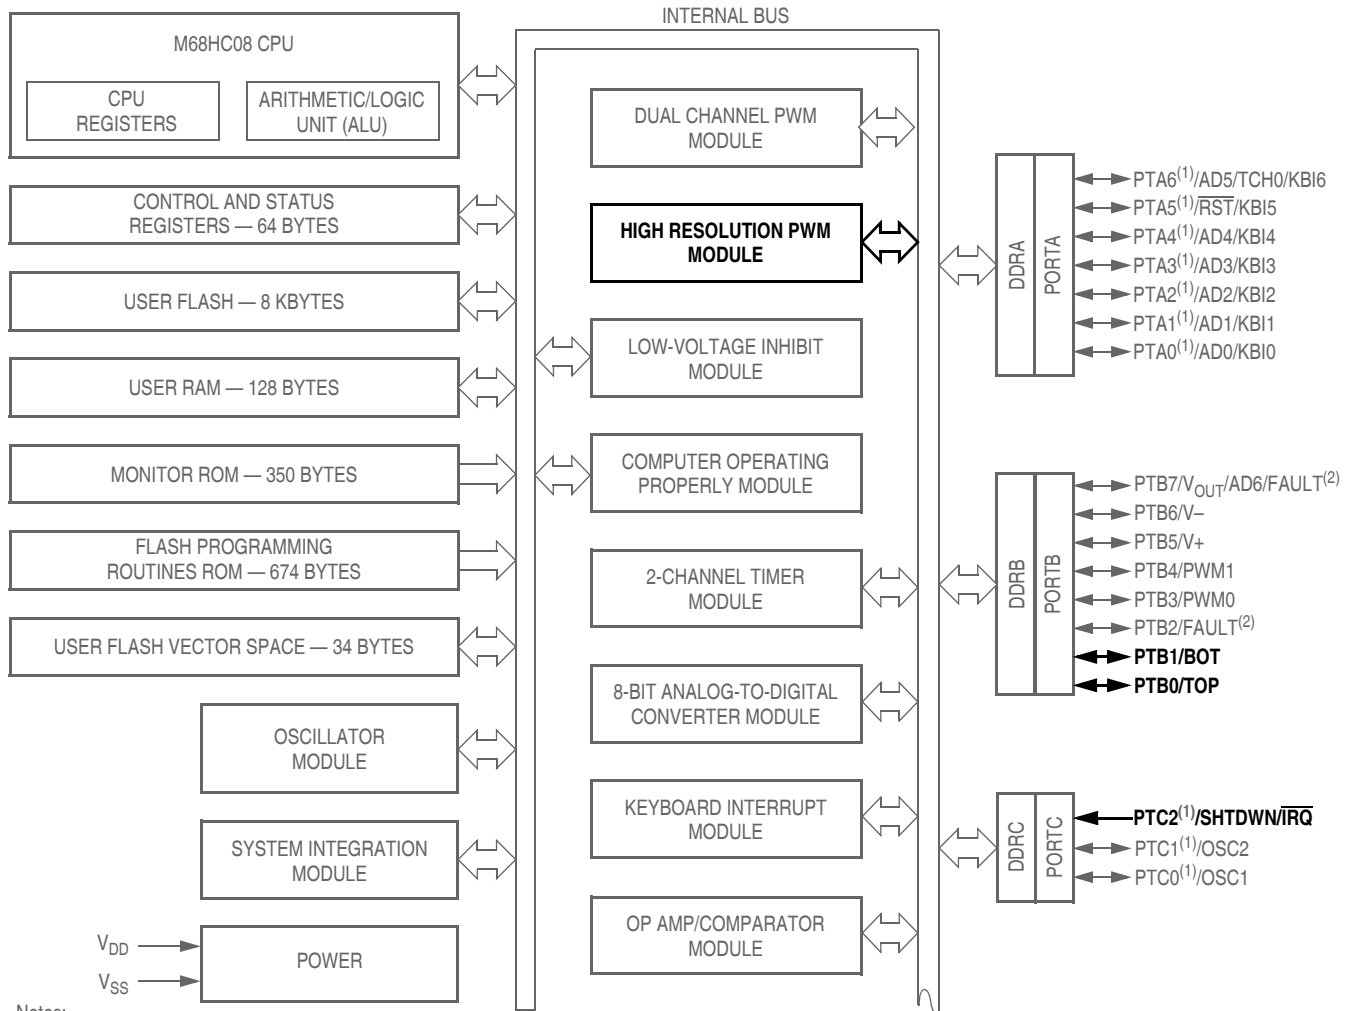 INTERNAL BUS
M68HC08 CPU
CPU
REGISTERS
ARITHMETIC/LOGIC
UNIT (ALU)
CONTROL AND STATUS
REGISTERS — 64 BYTES
USER FLASH — 8 KBYTES
USER RAM — 128 BYTES
MONITOR ROM — 350 BYTES
FLASH PROGRAMMING
ROUTINES ROM — 674 BYTES
USER FLASH VECTOR SPACE — 34 BYTES
OSCILLATOR
MODULE
SYSTEM INTEGRATION
MODULE
VDD
VSS
POWER
DUAL CHANNEL PWM
MODULE
HIGH RESOLUTION PWM
MODULE
LOW-VOLTAGE INHIBIT
MODULE
COMPUTER OPERATING
PROPERLY MODULE
2-CHANNEL TIMER
MODULE
8-BIT ANALOG-TO-DIGITAL
CONVERTER MODULE
KEYBOARD INTERRUPT
MODULE
OP AMP/COMPARATOR
MODULE
DDRA
PORTA
PTA6(1)/AD5/TCH0/KBI6
PTA5(1)/RST/KBI5
PTA4(1)/AD4/KBI4
PTA3(1)/AD3/KBI3
PTA2(1)/AD2/KBI2
PTA1(1)/AD1/KBI1
PTA0(1)/AD0/KBI0
DDRB
PORTB
PTB7/VOUT/AD6/FAULT(2)
PTB6/V–
PTB5/V+
PTB4/PWM1
PTB3/PWM0
PTB2/FAULT(2)
PTB1/BOT
PTB0/TOP
DDRC
PORTC
PTC2(1)/SHTDWN/IRQ
PTC1(1)/OSC2
PTC0(1)/OSC1
Notes: